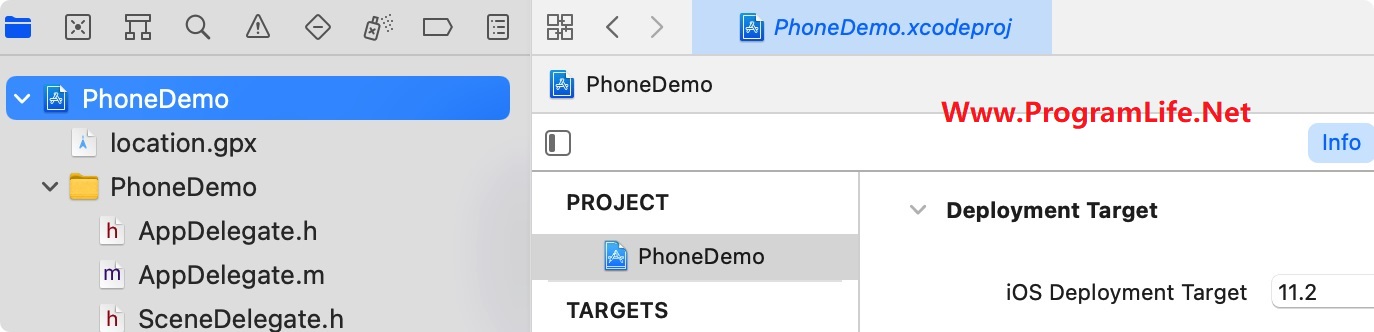 PhoneDemo
location.gpx
PhoneDemo
h AppDelegate.h
m AppDelegate.m
h SceneDelegate.h
PhoneDemo.xcodeproj
PhoneDemo
Www.ProgramLife.Net
Info
PROJECT
PhoneDemo
TARGETS
Deployment Target
iOS Deployment Target 11.2